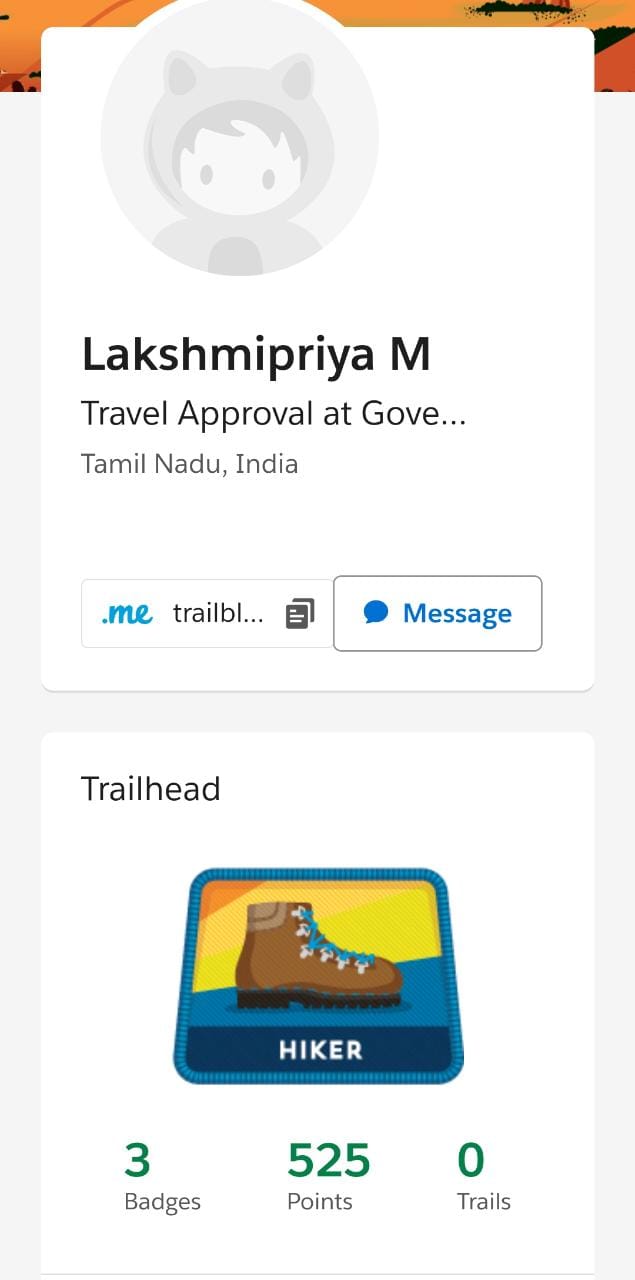 Lakshmipriya M
Travel Approval at Gove...
Tamil Nadu, India
.me trailbl... Message
Trailhead
HIKER
3 525 0
Badges Points Trails